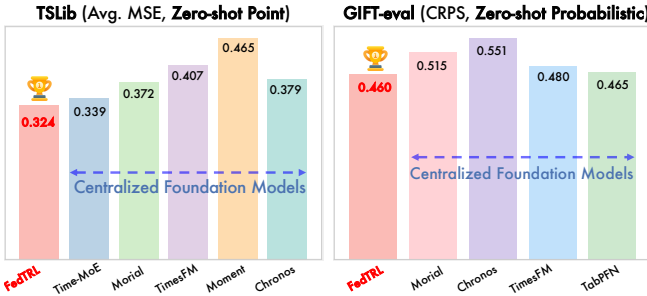 TSLib (Avg. MSE, Zero-shot Point)
0.324
0.339
0.372
0.407
0.465
0.379
Centralized Foundation Models
FedTRL
Time-MoE
Morial
TimesFM
Moment
Chronos
GIFT-eval (CRPS, Zero-shot Probabilistic)
0.460
0.515
0.551
0.480
0.465
Centralized Foundation Models
FedTRL
Morial
Chronos
TimesFM
TabPFN